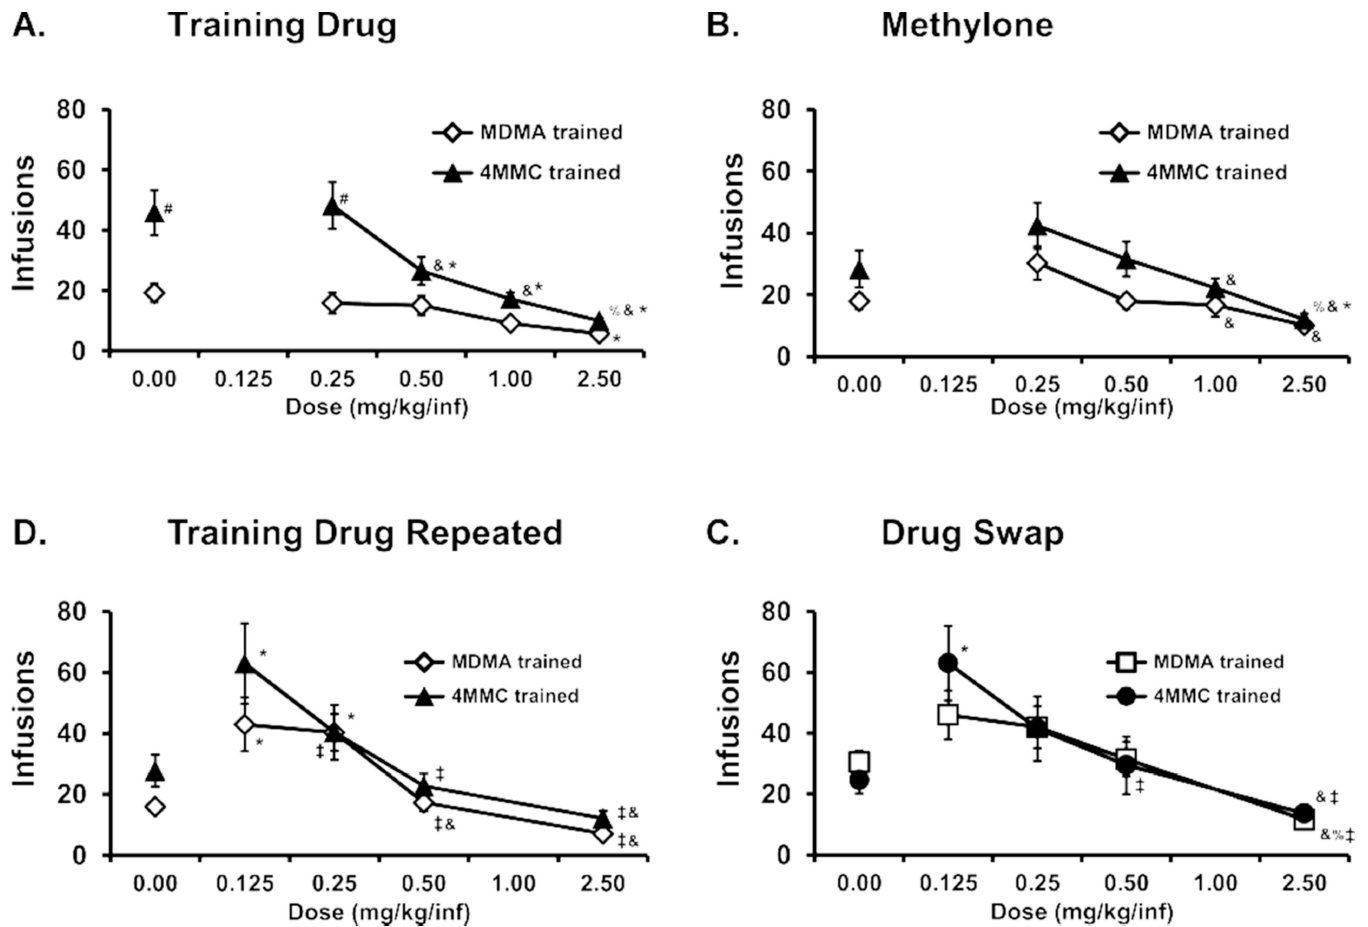 A. Training Drug
80
60
40
20
0
Infusions
MDMA trained
4MMC trained
#
#
& *
& *
% & *
*
0.00 0.125 0.25 0.50 1.00 2.50
Dose (mg/kg/inf)
B. Methylone
80
60
40
20
0
Infusions
MDMA trained
4MMC trained
&
&
% & *
&
0.00 0.125 0.25 0.50 1.00 2.50
Dose (mg/kg/inf)
D. Training Drug Repeated
80
60
40
20
0
Infusions
MDMA trained
4MMC trained
*
*
*
‡
‡
‡&
‡&
‡&
0.00 0.125 0.25 0.50 1.00 2.50
Dose (mg/kg/inf)
C. Drug Swap
80
60
40
20
0
Infusions
MDMA trained
4MMC trained
*
‡
& ‡
& % ‡
0.00 0.125 0.25 0.50 1.00 2.50
Dose (mg/kg/inf)